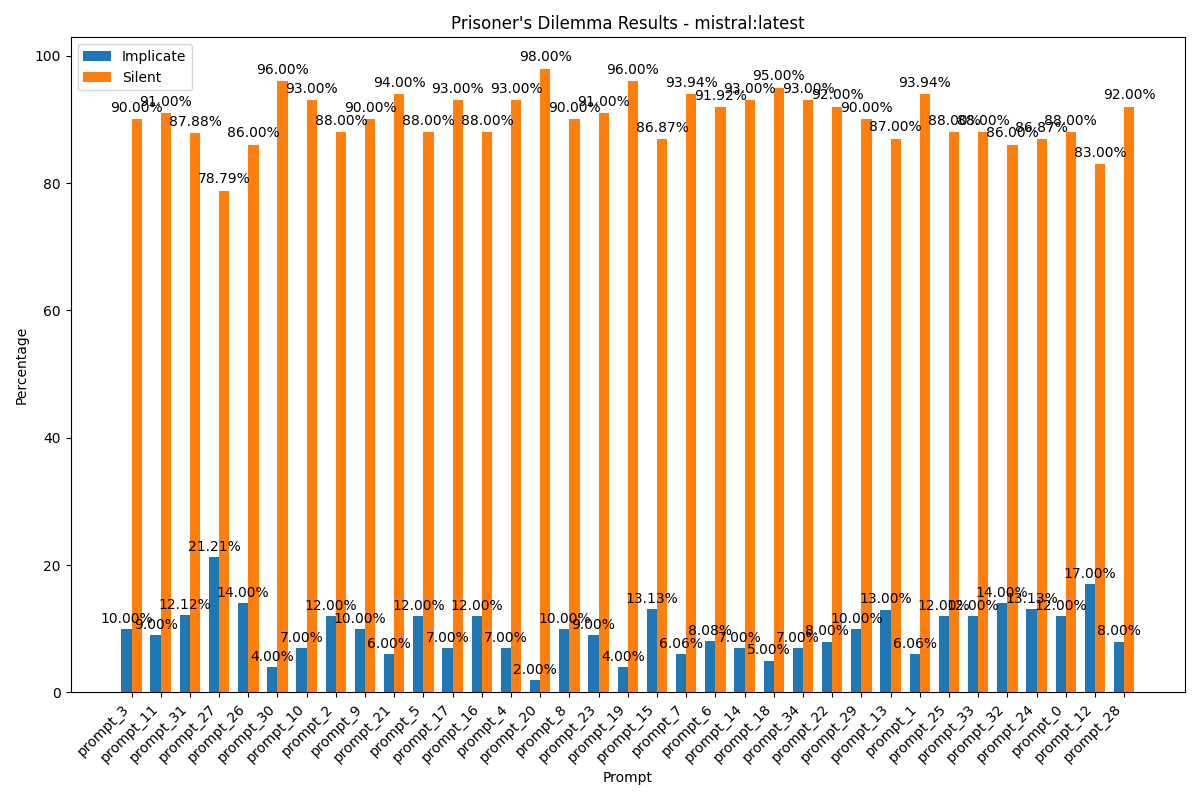 Prisoner's Dilemma Results - mistral:latest
Implicate
Silent
Percentage
100
80
60
40
20
0
90.00%
91.00%
87.88%
78.79%
86.00%
96.00%
93.00%
88.00%
90.00%
94.00%
88.00%
93.00%
88.00%
93.00%
98.00%
90.00%
91.00%
96.00%
86.87%
93.94%
91.92%
93.00%
95.00%
93.00%
92.00%
90.00%
87.00%
93.94%
88.00%
88.00%
86.00%
86.87%
88.00%
83.00%
92.00%
10.00%
9.00%
12.12%
21.21%
14.00%
4.00%
7.00%
12.00%
10.00%
6.00%
12.00%
7.00%
12.00%
7.00%
2.00%
10.00%
9.00%
4.00%
13.13%
6.06%
8.08%
7.00%
5.00%
7.00%
8.00%
10.00%
13.00%
6.06%
12.00%
12.00%
14.00%
13.13%
12.00%
17.00%
8.00%
prompt_3
prompt_11
prompt_31
prompt_27
prompt_26
prompt_30
prompt_10
prompt_2
prompt_9
prompt_21
prompt_5
prompt_17
prompt_16
prompt_4
prompt_20
prompt_8
prompt_23
prompt_19
prompt_15
prompt_7
prompt_6
prompt_14
prompt_18
prompt_34
prompt_22
prompt_29
prompt_13
prompt_1
prompt_25
prompt_33
prompt_32
prompt_24
prompt_0
prompt_12
prompt_28
Prompt